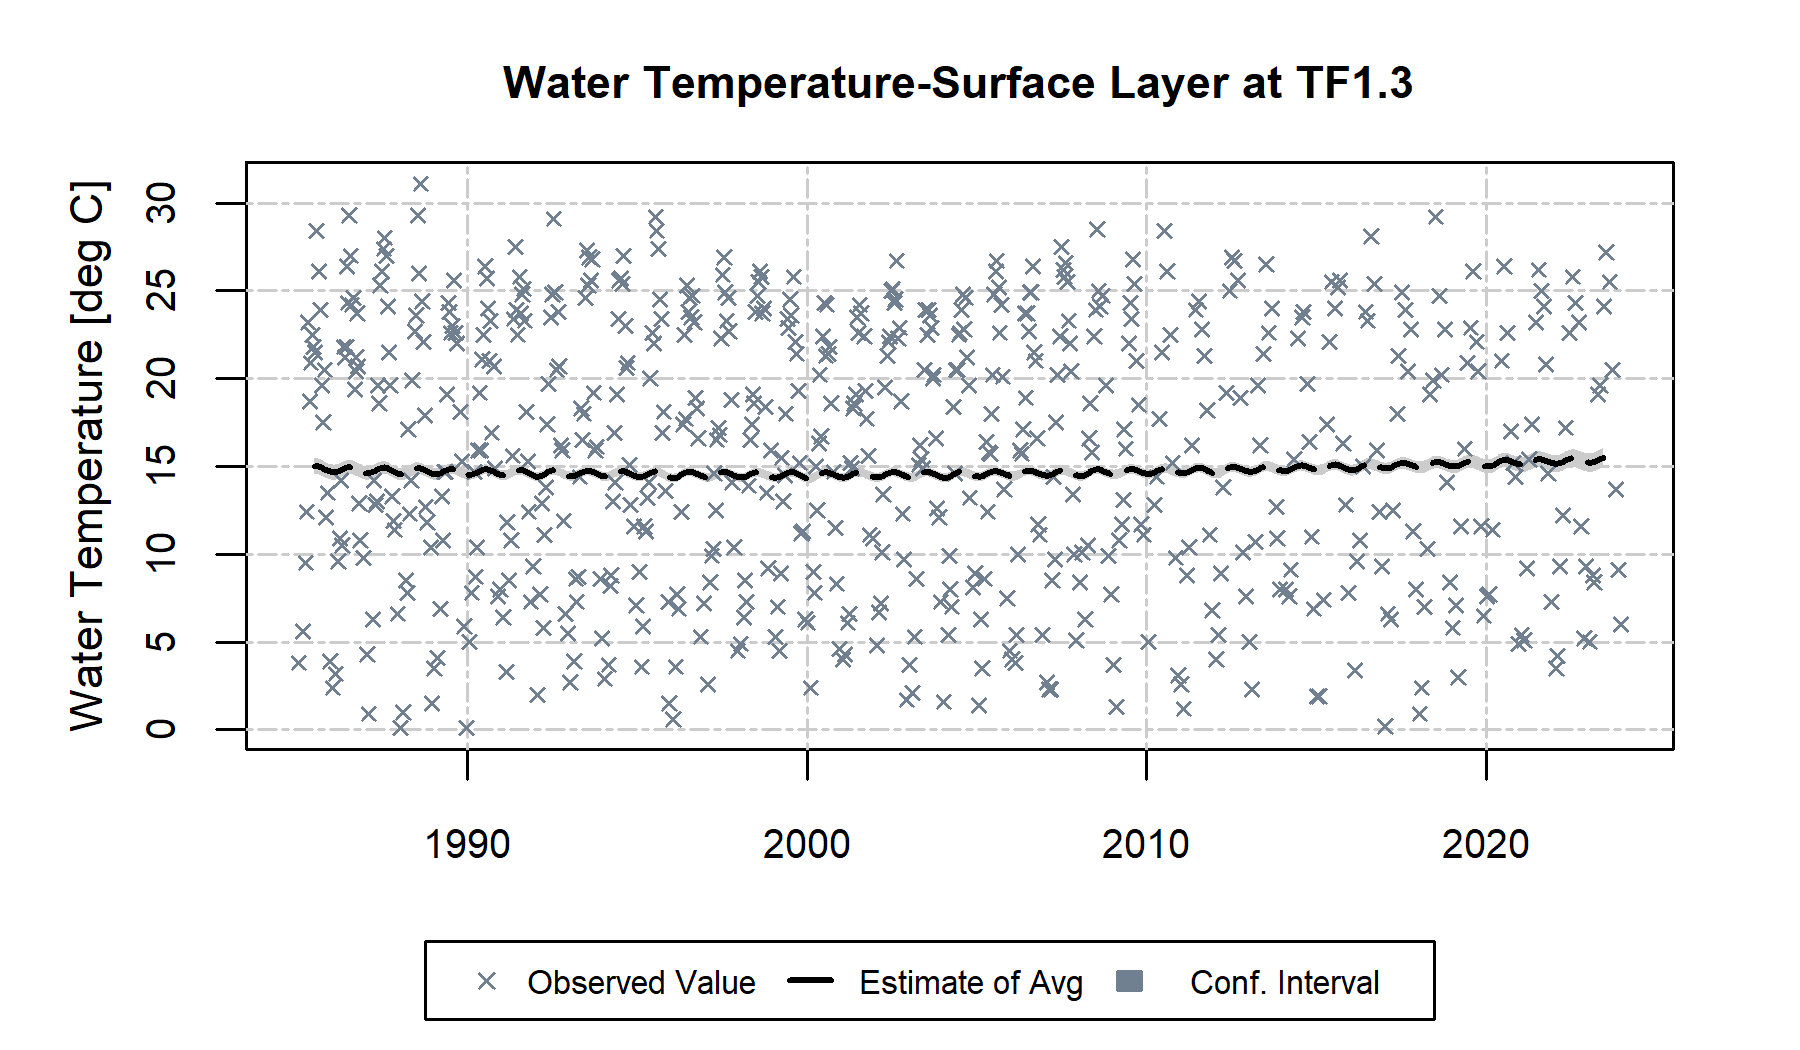 Water Temperature-Surface Layer at TF1.3
Water Temperature [deg C]
30
25
20
15
10
5
0
1990 2000 2010 2020
Observed Value Estimate of Avg Conf. Interval